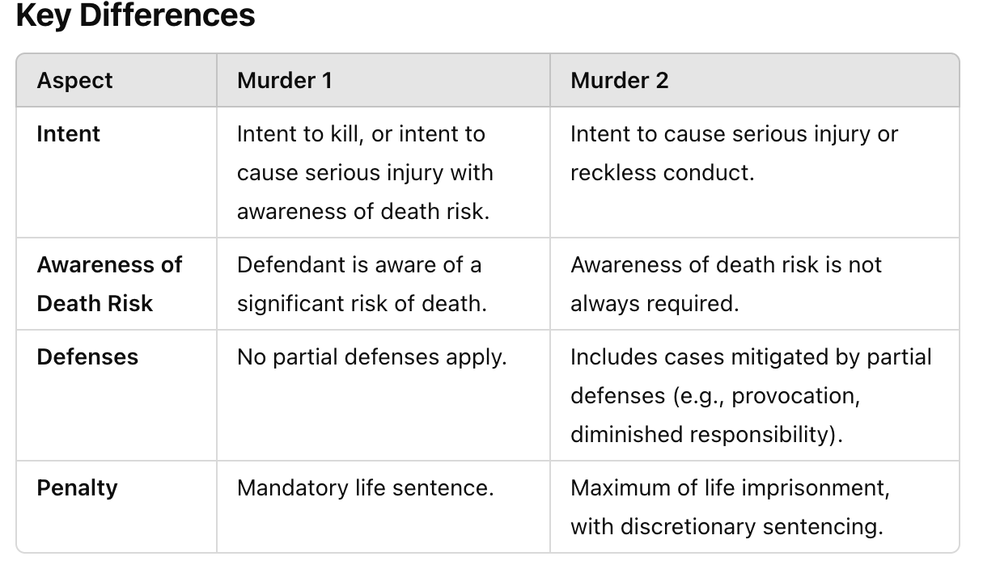 Key Differences
Aspect
Murder 1
Murder 2
Intent
Intent to kill, or intent to
cause serious injury with
awareness of death risk.
Intent to cause serious injury or
reckless conduct.
Awareness of
Death Risk
Defendant is aware of a
significant risk of death.
Awareness of death risk is not
always required.
Defenses
No partial defenses apply.
Includes cases mitigated by partial
defenses (e.g., provocation,
diminished responsibility).
Penalty
Mandatory life sentence.
Maximum of life imprisonment,
with discretionary sentencing.